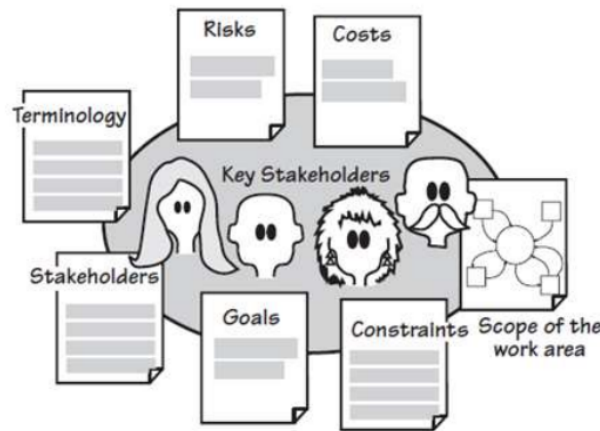 Risks
Costs
Terminology
Key Stakeholders
Stakeholders
Goals
Constraints
Scope of the
work area